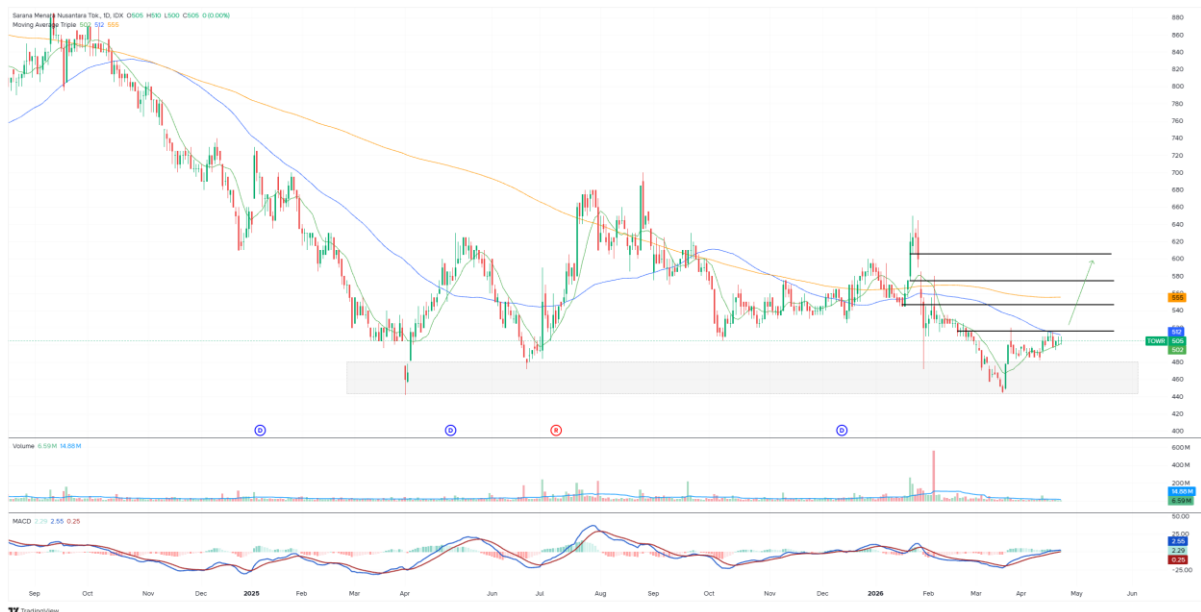 Sarana Menara Nusantara Tbk., 1D, IDX O505 H510 L500 C505 0 (0.00%)
Moving Average Triple 502 512 555
880
860
840
820
800
780
760
740
720
700
680
660
640
620
600
580
560
555
540
512
TOWR 505
502
480
460
440
420
400
D
D
R
D
Volume 6.59M 14.88M
600M
400M
200M
14.88M
6.59M
MACD 2.29 2.55 0.25
50.00
25.00
2.55
2.29
0.25
−25.00
Sep Oct Nov Dec 2025 Feb Mar Apr Jun Jul Aug Sep Oct Nov Dec 2026 Feb Mar Apr May Jun
TradingView